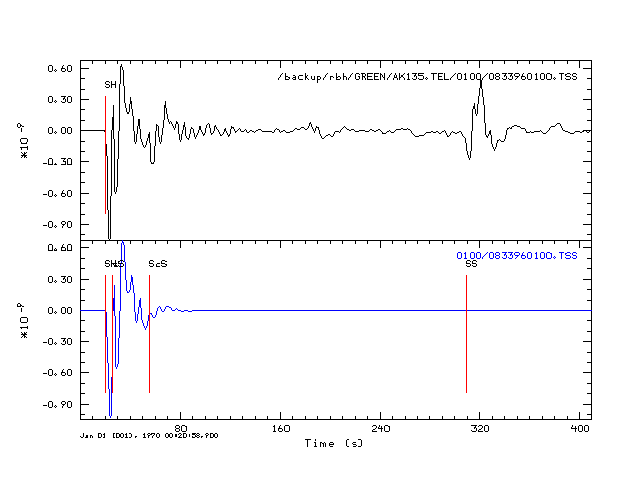 0.60
/backup/rbh/GREEN/AK135.TEL/0100/0833960100.TSS
SH
0.30
0.00
*10 -9
-0.30
-0.60
-0.90
0.60
0100/0833960100.TSS
ScS
SS
0.30
0.00
*10 -9
-0.30
-0.60
-0.90
80
160
240
320
400
Jan 01 (001), 1970 00:20:58.900
Time (s)